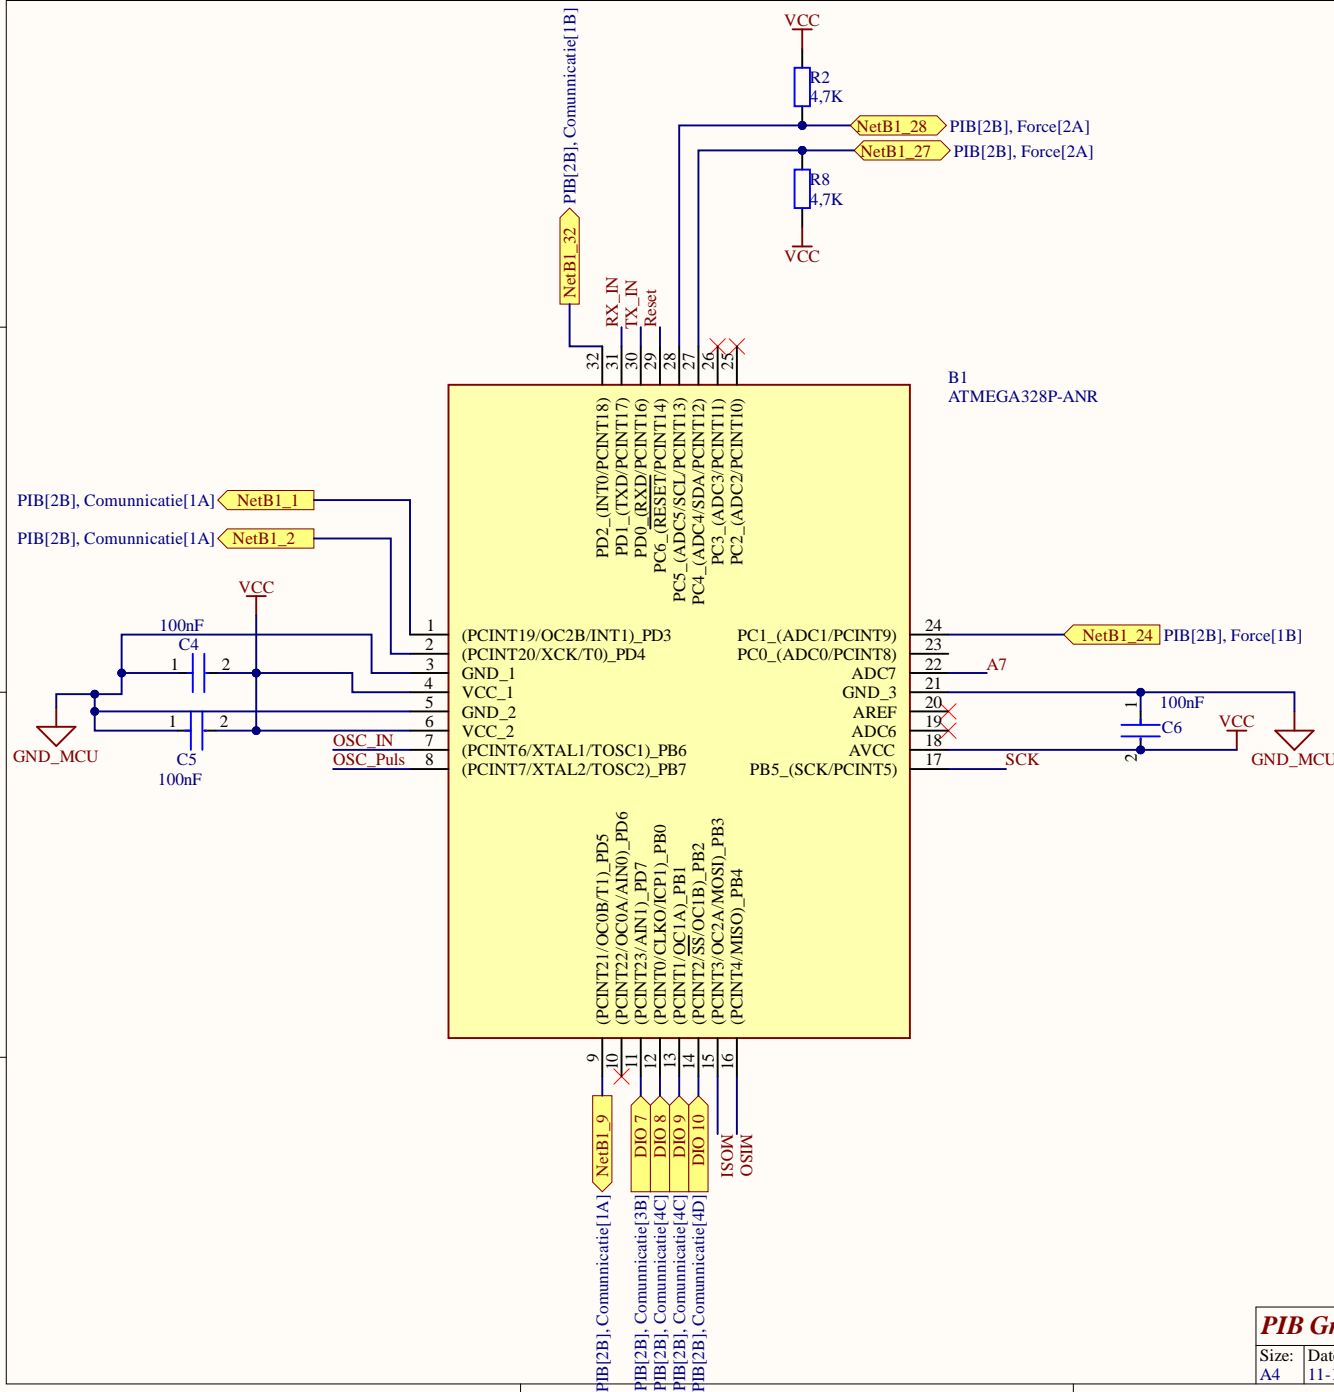 VCC
R2
4,7K
NetB1_28
PIB[2B], Force[2A]
NetB1_27
PIB[2B], Force[2A]
R8
4,7K
VCC
PIB[2B], Comunnicatie[1B]
NetB1_32
RX_IN
TX_IN
Reset
32
31
30
29
28
27
26
25
B1
ATMEGA328P-ANR
PD2_(INT0/PCINT18)
PD1_(TXD/PCINT17)
PD0_(RXD/PCINT16)
PC6_(RESET/PCINT14)
PC5_(ADC5/SCL/PCINT13)
PC4_(ADC4/SDA/PCINT12)
PC3_(ADC3/PCINT11)
PC2_(ADC2/PCINT10)
PIB[2B], Comunnicatie[1A]
NetB1_1
PIB[2B], Comunnicatie[1A]
NetB1_2
VCC
100nF
C4
1
2
1
2
C5
100nF
GND_MCU
OSC_IN
OSC_Puls
1
2
3
4
5
6
7
8
(PCINT19/OC2B/INT1)_PD3
(PCINT20/XCK/T0)_PD4
GND_1
VCC_1
GND_2
VCC_2
(PCINT6/XTAL1/TOSC1)_PB6
(PCINT7/XTAL2/TOSC2)_PB7
PC1_(ADC1/PCINT9)
PC0_(ADC0/PCINT8)
ADC7
GND_3
AREF
ADC6
AVCC
PB5_(SCK/PCINT5)
24
23
22
21
20
19
18
17
NetB1_24
PIB[2B], Force[1B]
A7
1
100nF
C6
2
VCC
GND_MCU
SCK
(PCINT21/OC0B/T1)_PD5
(PCINT22/OC0A/AIN0)_PD6
(PCINT23/AIN1)_PD7
(PCINT0/CLKO/ICP1)_PB0
(PCINT1/OC1A)_PB1
(PCINT2/SS/OC1B)_PB2
(PCINT3/OC2A/MOSI)_PB3
(PCINT4/MISO)_PB4
9
10
11
12
13
14
15
16
NetB1_9
DIO 7
DIO 8
DIO 9
DIO 10
MOSI
MISO
PIB[2B], Comunnicatie[1A]
PIB[2B], Comunnicatie[3B]
PIB[2B], Comunnicatie[4C]
PIB[2B], Comunnicatie[4C]
PIB[2B], Comunnicatie[4D]
PIB
Size:
A4